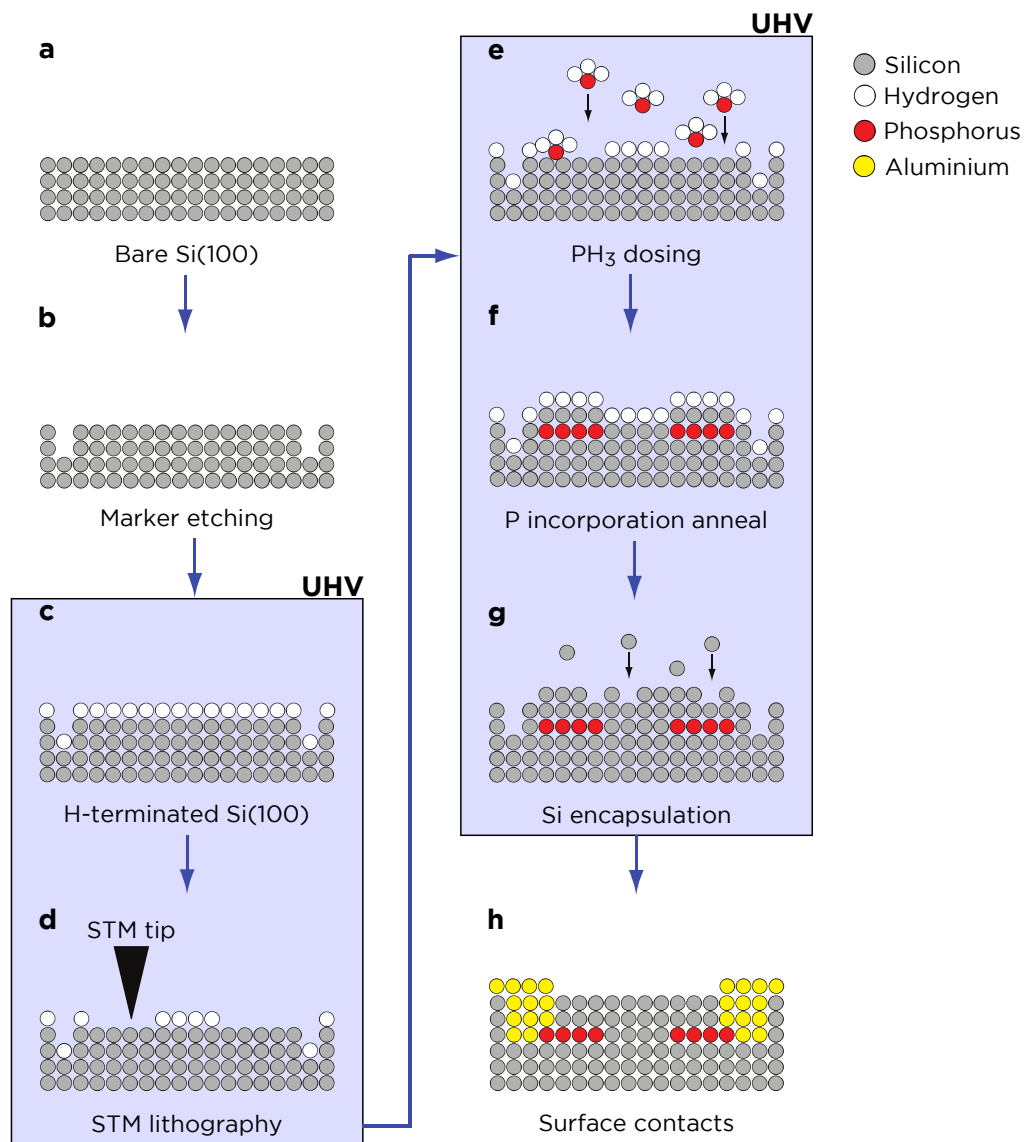 a
Bare Si(100)
b
Marker etching
UHV
c
H-terminated Si(100)
d
STM tip
STM lithography
UHV
e
PH₃ dosing
f
P incorporation anneal
g
Si encapsulation
h
Surface contacts
Silicon
Hydrogen
Phosphorus
Aluminium